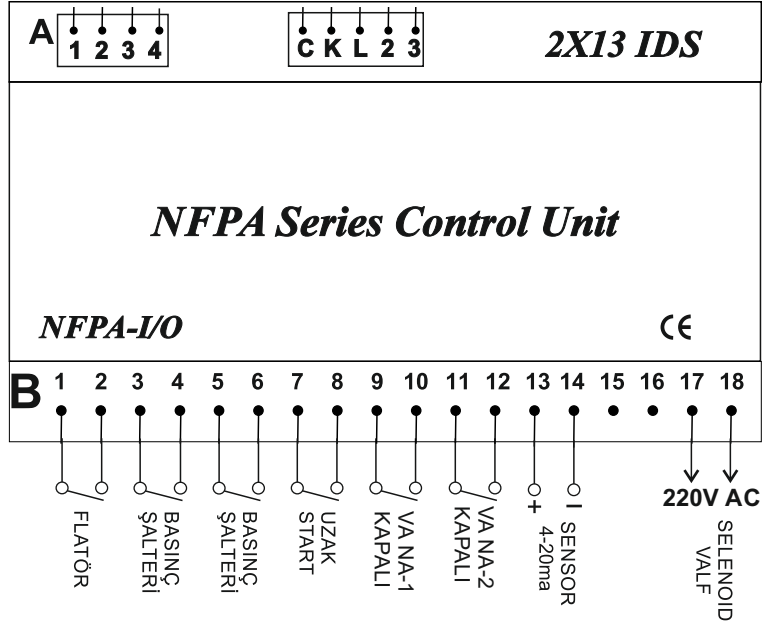 A
1 2 3 4
C K L 2 3
2X13 IDS
NFPA Series Control Unit
NFPA-I/O
CE
B
1 2 3 4 5 6 7 8 9 10 11 12 13 14 15 16 17 18
FLATÖR
BASINÇ
ŞALTERİ
BASINÇ
ŞALTERİ
UZAK
START
VA NA-1
KAPALI
VA NA-2
KAPALI
+ -
SENSOR
4-20ma
220V AC
SELENOID
VALF